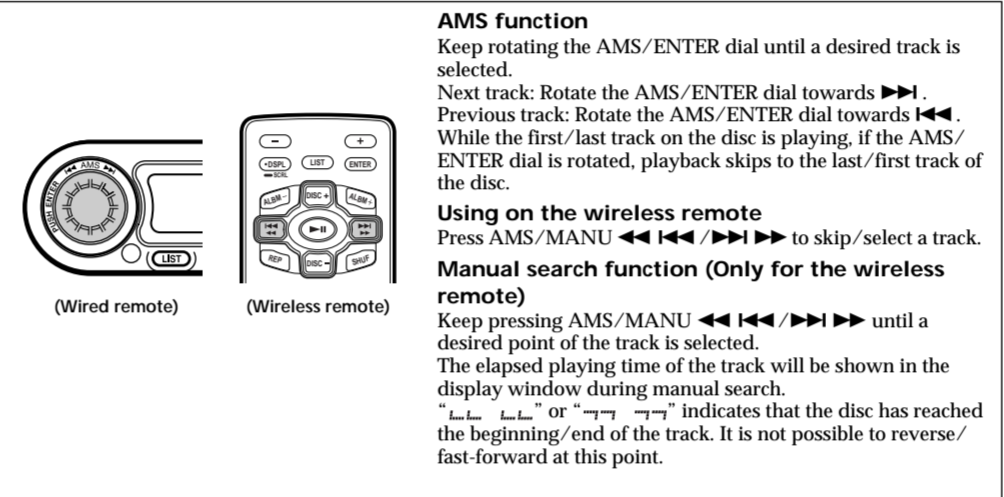 AMS function
Keep rotating the AMS/ENTER dial until a desired track is
selected.
Next track: Rotate the AMS/ENTER dial towards ▶▶I .
Previous track: Rotate the AMS/ENTER dial towards I◀◀ .
While the first/last track on the disc is playing, if the AMS/
ENTER dial is rotated, playback skips to the last/first track of
the disc.
Using on the wireless remote
Press AMS/MANU ◀◀ I◀◀ /▶▶I ▶▶ to skip/select a track.
Manual search function (Only for the wireless
remote)
Keep pressing AMS/MANU ◀◀ I◀◀ /▶▶I ▶▶ until a
desired point of the track is selected.
The elapsed playing time of the track will be shown in the
display window during manual search.
“ ” or “ ” indicates that the disc has reached
the beginning/end of the track. It is not possible to reverse/
fast-forward at this point.
I◀◀ AMS ▶▶I
PUSH ENTER
LIST
(Wired remote)
− +
•DSPL LIST ENTER
SCRL
ALBM − DISC + ALBM +
I◀◀ ▶II ▶▶I
◀◀ ▶▶
REP DISC − SHUF
(Wireless remote)